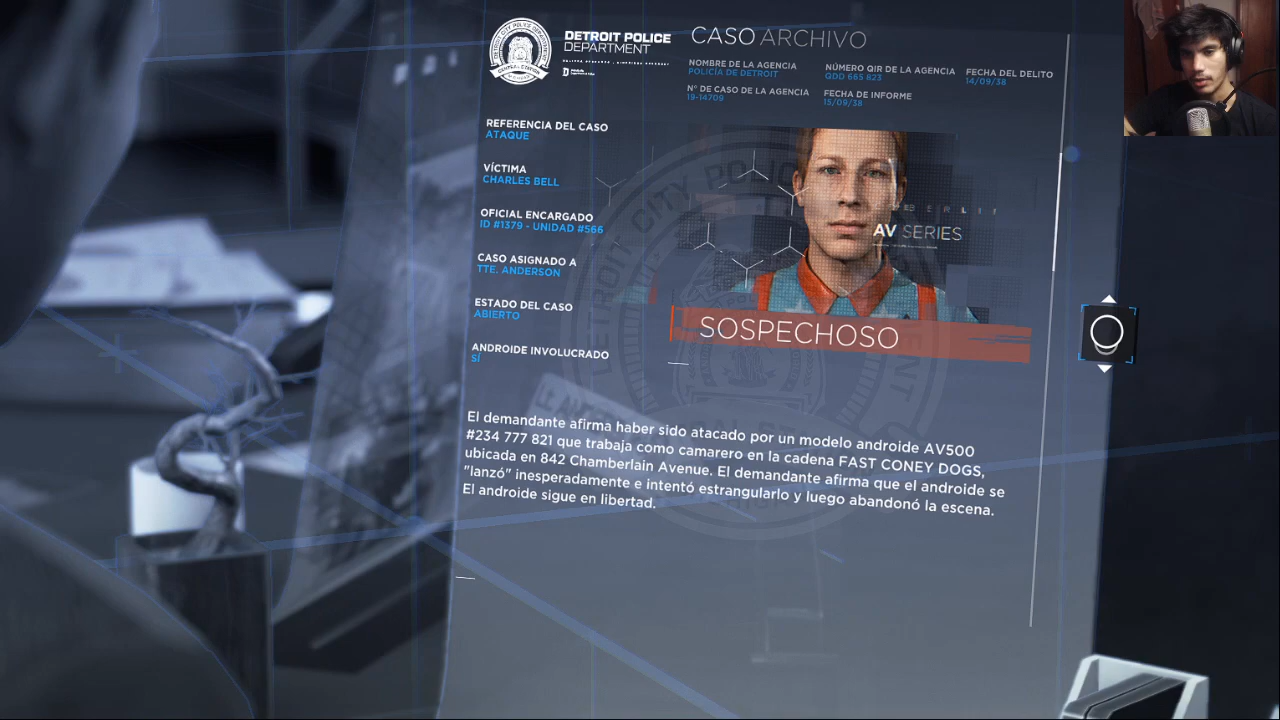 DETROIT POLICE
DEPARTMENT
CASO ARCHIVO
NOMBRE DE LA AGENCIA
POLICÍA DE DETROIT
NÚMERO QIR DE LA AGENCIA
QDD 665 823
FECHA DEL DELITO
14/09/38
N° DE CASO DE LA AGENCIA
19-14709
FECHA DE INFORME
15/09/38
REFERENCIA DEL CASO
ATAQUE
VÍCTIMA
CHARLES BELL
OFICIAL ENCARGADO
ID #1379 - UNIDAD #566
CASO ASIGNADO A
TTE. ANDERSON
ESTADO DEL CASO
ABIERTO
ANDROIDE INVOLUCRADO
SÍ
AV SERIES
SOSPECHOSO
El demandante afirma haber sido atacado por un modelo androide AV500
#234 777 821 que trabaja como camarero en la cadena FAST CONEY DOGS,
ubicada en 842 Chamberlain Avenue. El demandante afirma que el androide se
"lanzó" inesperadamente e intentó estrangularlo y luego abandonó la escena.
El androide sigue en libertad.